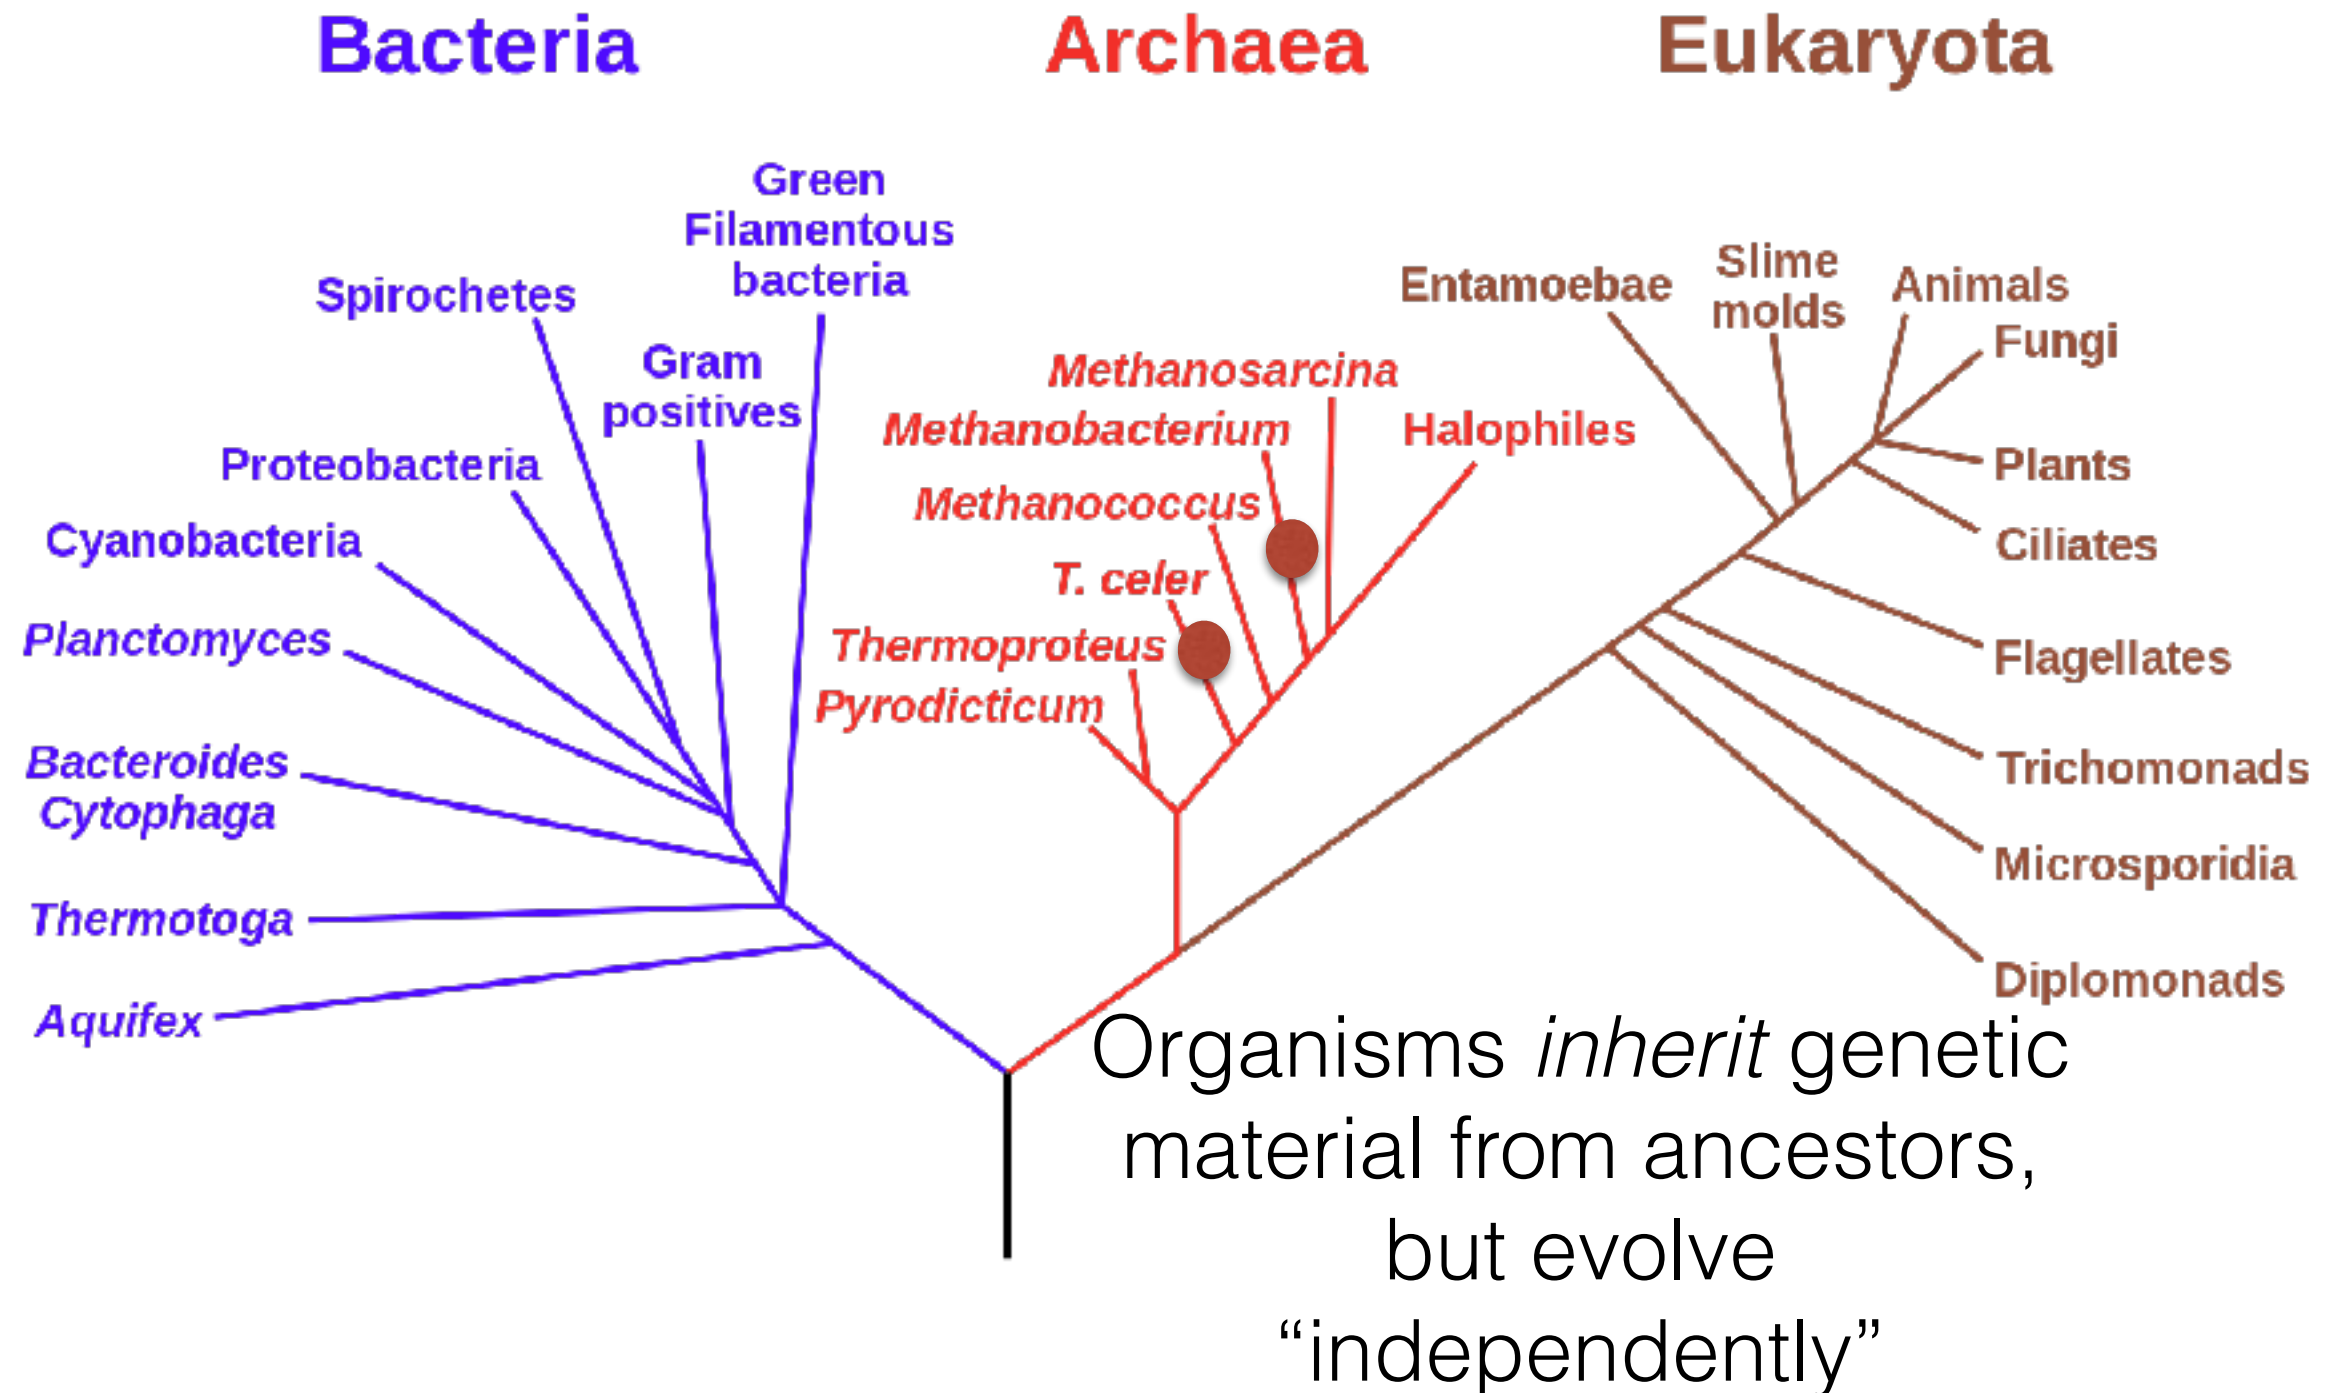 Bacteria
Archaea
Eukaryota
Green
Filamentous
bacteria
Spirochetes
Gram
positives
Proteobacteria
Cyanobacteria
Planctomyces
Bacteroides
Cytophaga
Thermotoga
Aquifex
Methanosarcina
Methanobacterium
Halophiles
Methanococcus
T. celer
Thermoproteus
Pyrodicticum
Entamoebae
Slime
molds
Animals
Fungi
Plants
Ciliates
Flagellates
Trichomonads
Microsporidia
Diplomonads
Organisms inherit genetic
material from ancestors,
but evolve
“independently”